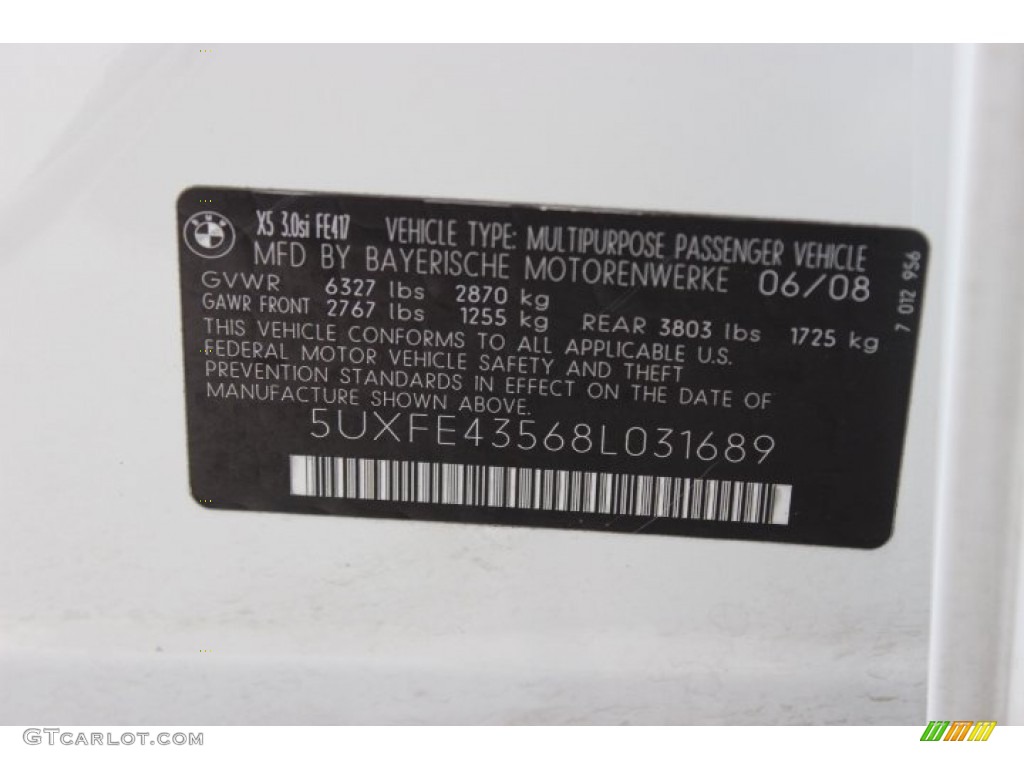 X5 3.0si FE417 VEHICLE TYPE: MULTIPURPOSE PASSENGER VEHICLE
MFD BY BAYERISCHE MOTORENWERKE 06/08
GVWR 6327 lbs 2870 kg
GAWR FRONT 2767 lbs 1255 kg REAR 3803 lbs 1725 kg
THIS VEHICLE CONFORMS TO ALL APPLICABLE U.S.
FEDERAL MOTOR VEHICLE SAFETY AND THEFT
PREVENTION STANDARDS IN EFFECT ON THE DATE OF
MANUFACTURE SHOWN ABOVE.
5UXFE43568L031689
7 012 956
GTCarlot.com